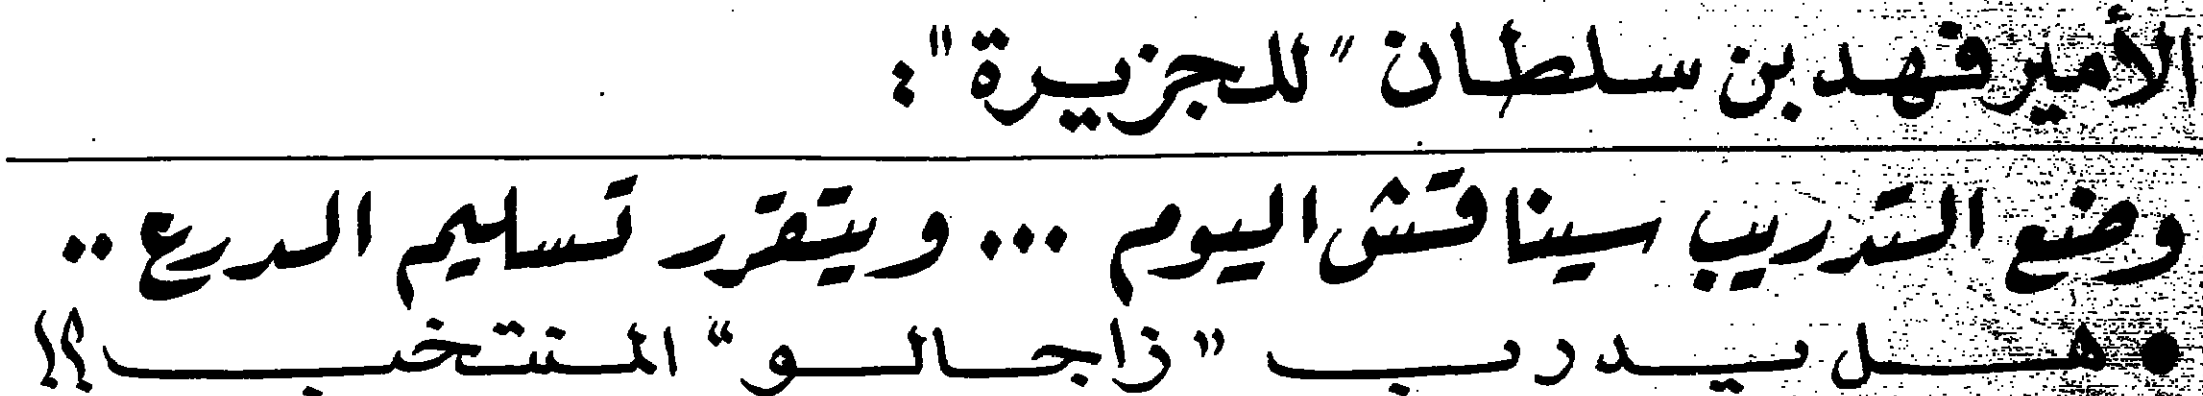 الأمير فهد بن سلطان "للجزيرة":
وضع التدريب سيناقش اليوم ... ويتقرر تسليم الدرع ..
• هل يدرب "زاجالو" المنتخب؟!